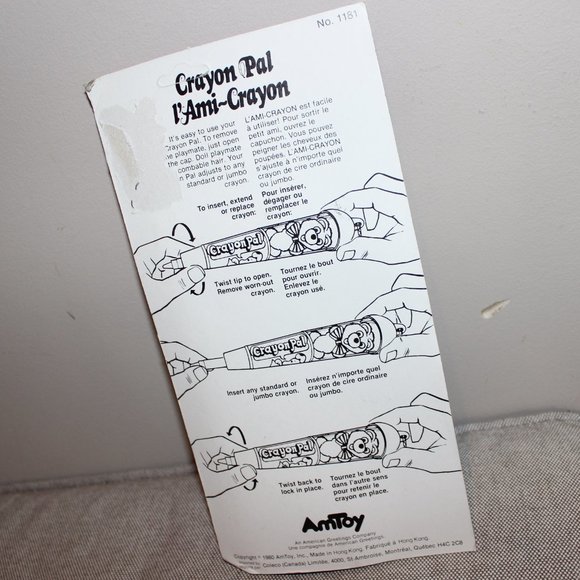 No. 1181
Crayon Pal
l'Ami-Crayon
It's easy to use your
Crayon Pal. To remove
the playmate, just open
the cap. Doll playmate
combable hair. Your
Pal adjusts to any
standard or jumbo
crayon.
L'AMI-CRAYON est facile
à utiliser! Pour sortir le
petit ami, ouvrez le
capuchon. Vous pouvez
peigner les cheveux des
poupées. L'AMI-CRAYON
s'ajuste à n'importe quel
crayon de cire ordinaire
ou jumbo.
To insert, extend
or replace
crayon:
Pour insérer,
dégager ou
remplacer le
crayon:
Crayon Pal
Twist tip to open.
Remove worn-out
crayon.
Tournez le bout
pour ouvrir.
Enlevez le
crayon usé.
Crayon Pal
Insert any standard or
jumbo crayon.
Insérez n'importe quel
crayon de cire ordinaire
ou jumbo.
Crayon Pal
Twist back to
lock in place.
Tournez le bout
dans l'autre sens
pour retenir le
crayon en place.
AmToy
An American Greetings Company
Une compagnie de American Greetings.
Copyright © 1980 AmToy, Inc., Made in Hong Kong. Fabriqué à Hong Kong.
Coleco (Canada) Limitée, 4000, St-Ambroise, Montréal, Québec H4C 2C8